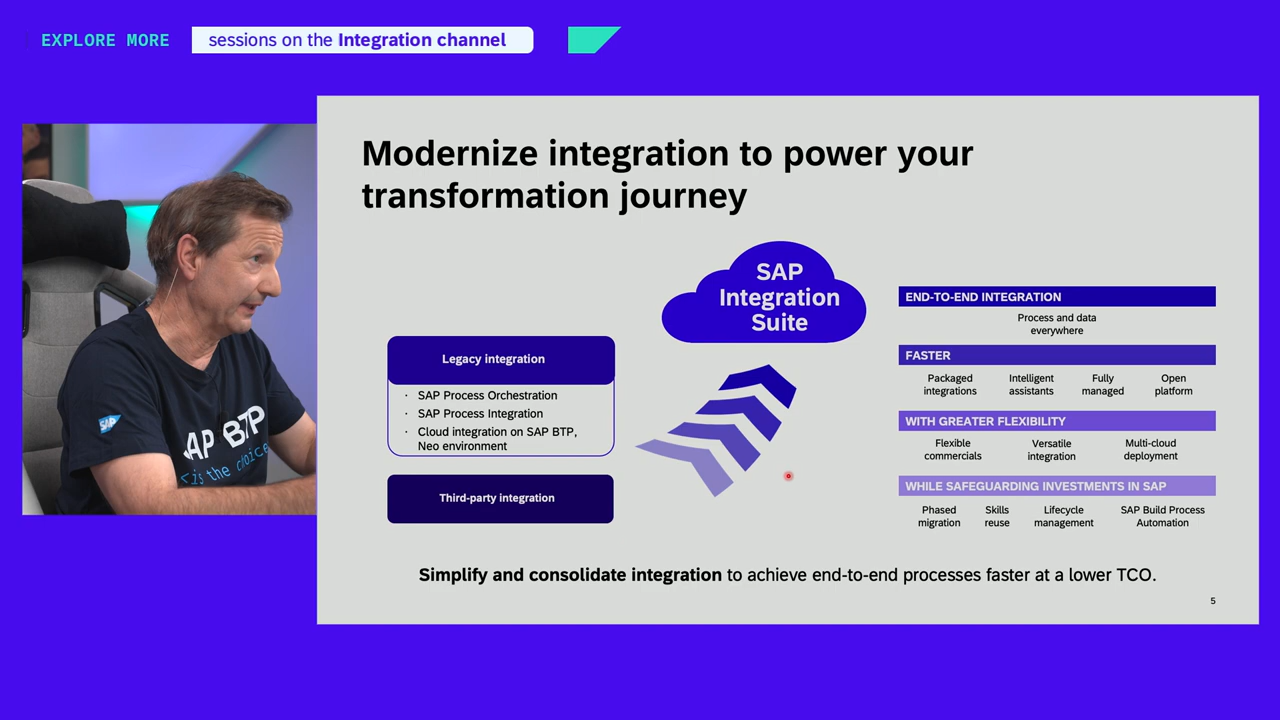 EXPLORE MORE
sessions on the Integration channel
Modernize integration to power your
transformation journey
SAP
Integration
Suite
Legacy integration
· SAP Process Orchestration
· SAP Process Integration
· Cloud integration on SAP BTP,
Neo environment
Third-party integration
END-TO-END INTEGRATION
Process and data
everywhere
FASTER
Packaged
integrations
Intelligent
assistants
Fully
managed
Open
platform
WITH GREATER FLEXIBILITY
Flexible
commercials
Versatile
integration
Multi-cloud
deployment
WHILE SAFEGUARDING INVESTMENTS IN SAP
Phased
migration
Skills
reuse
Lifecycle
management
SAP Build Process
Automation
Simplify and consolidate integration to achieve end-to-end processes faster at a lower TCO.
5
SAP
AP BTP
is the choice